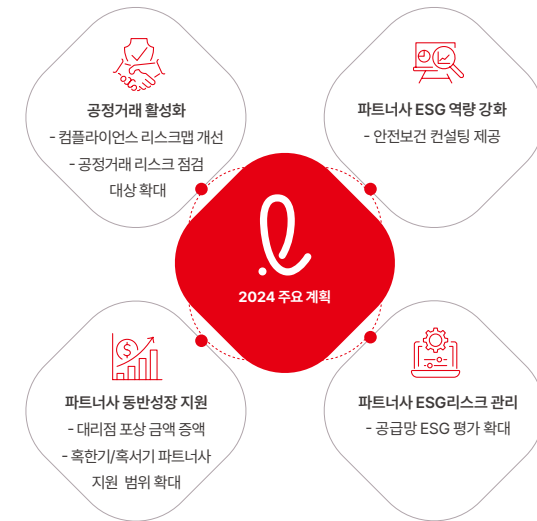 공정거래 활성화
- 컴플라이언스 리스크맵 개선
- 공정거래 리스크 점검
대상 확대
파트너사 ESG 역량 강화
- 안전보건 컨설팅 제공
2024 주요 계획
파트너사 동반성장 지원
- 대리점 포상 금액 증액
- 혹한기/혹서기 파트너사
지원 범위 확대
파트너사 ESG리스크 관리
- 공급망 ESG 평가 확대